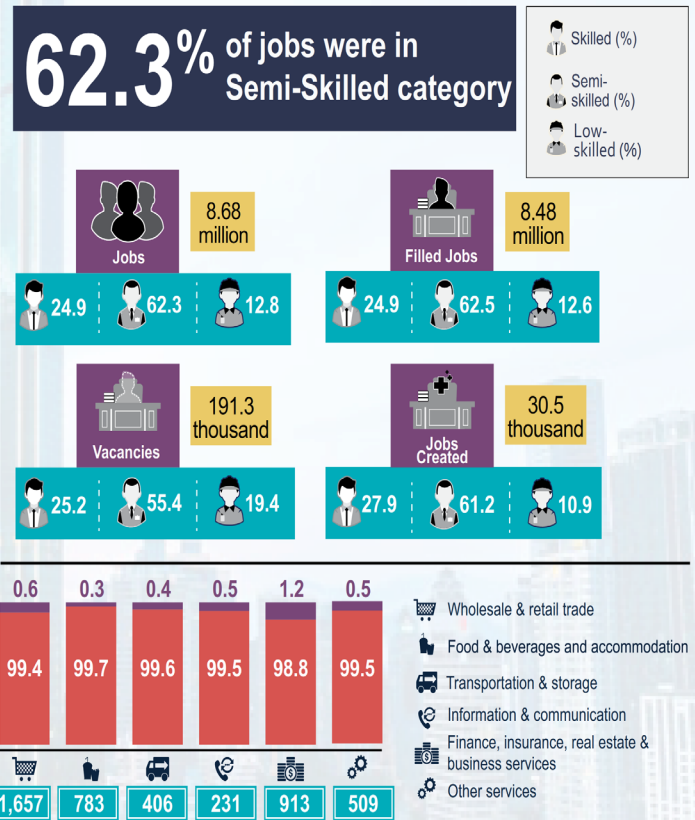 62.3% of jobs were in
Semi-Skilled category
Skilled (%)
Semi-
skilled (%)
Low-
skilled (%)
Jobs
8.68
million
24.9 62.3 12.8
Filled Jobs
8.48
million
24.9 62.5 12.6
Vacancies
191.3
thousand
25.2 55.4 19.4
Jobs
Created
30.5
thousand
27.9 61.2 10.9
0.6 0.3 0.4 0.5 1.2 0.5
99.4 99.7 99.6 99.5 98.8 99.5
1,657 783 406 231 913 509
Wholesale & retail trade
Food & beverages and accommodation
Transportation & storage
Information & communication
Finance, insurance, real estate &
business services
Other services